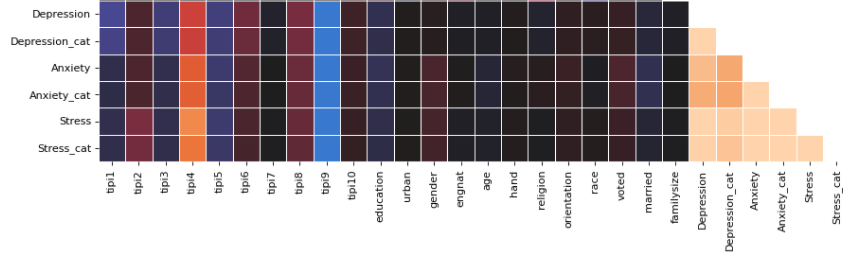 Depression
Depression_cat
Anxiety
Anxiety_cat
Stress
Stress_cat
tipi1
tipi2
tipi3
tipi4
tipi5
tipi6
tipi7
tipi8
tipi9
tipi10
education
urban
gender
engnat
age
hand
religion
orientation
race
voted
married
familysize
Depression
Depression_cat
Anxiety
Anxiety_cat
Stress
Stress_cat